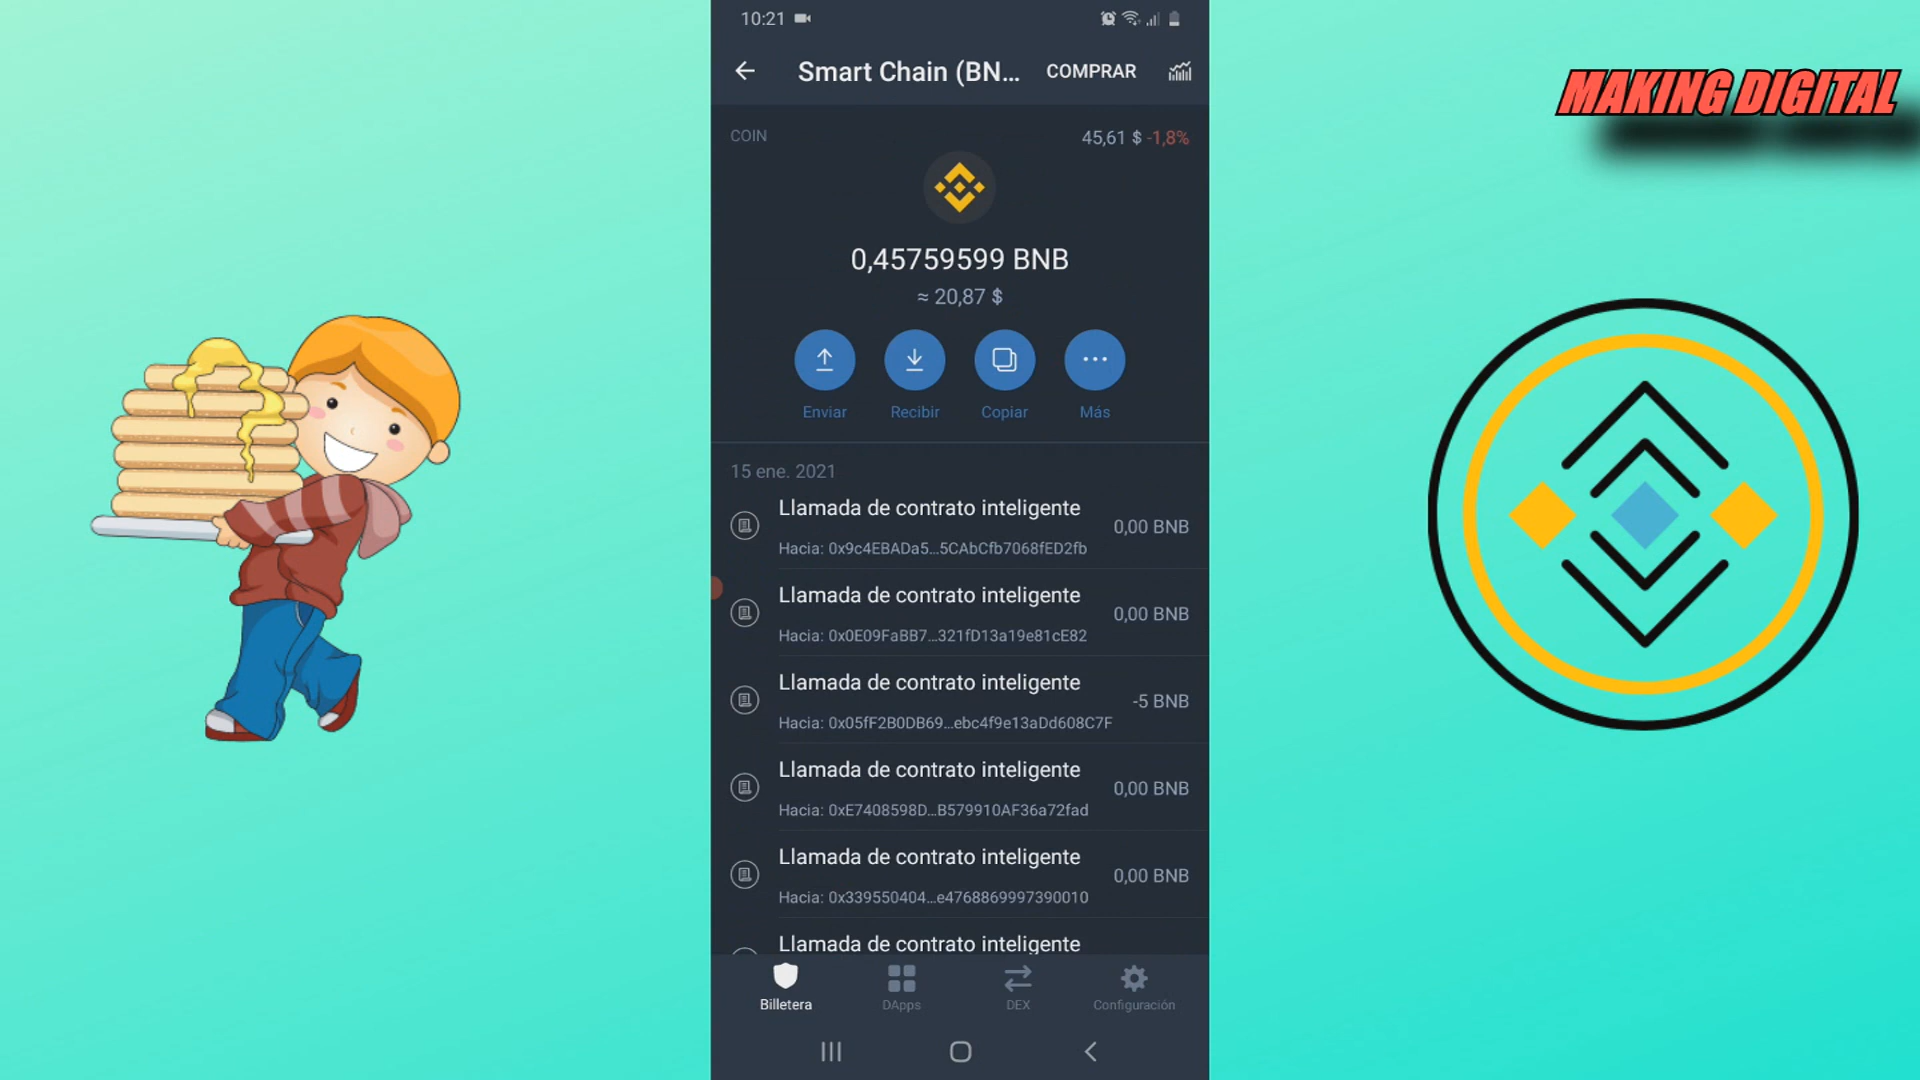 10:21
Smart Chain (BN... COMPRAR
MAKING DIGITAL
COIN 45,61 $ -1,8%
0,45759599 BNB
≈ 20,87 $
Enviar Recibir Copiar Más
15 ene. 2021
Llamada de contrato inteligente 0,00 BNB
Hacia: 0x9c4EBADa5...5CAbCfb7068fED2fb
Llamada de contrato inteligente 0,00 BNB
Hacia: 0x0E09FaBB7...321fD13a19e81cE82
Llamada de contrato inteligente -5 BNB
Hacia: 0x05fF2B0DB69...ebc4f9e13aDd608C7F
Llamada de contrato inteligente 0,00 BNB
Hacia: 0xE7408598D...B579910AF36a72fad
Llamada de contrato inteligente 0,00 BNB
Hacia: 0x339550404...e4768869997390010
Llamada de contrato inteligente
Billetera DApps DEX Configuración